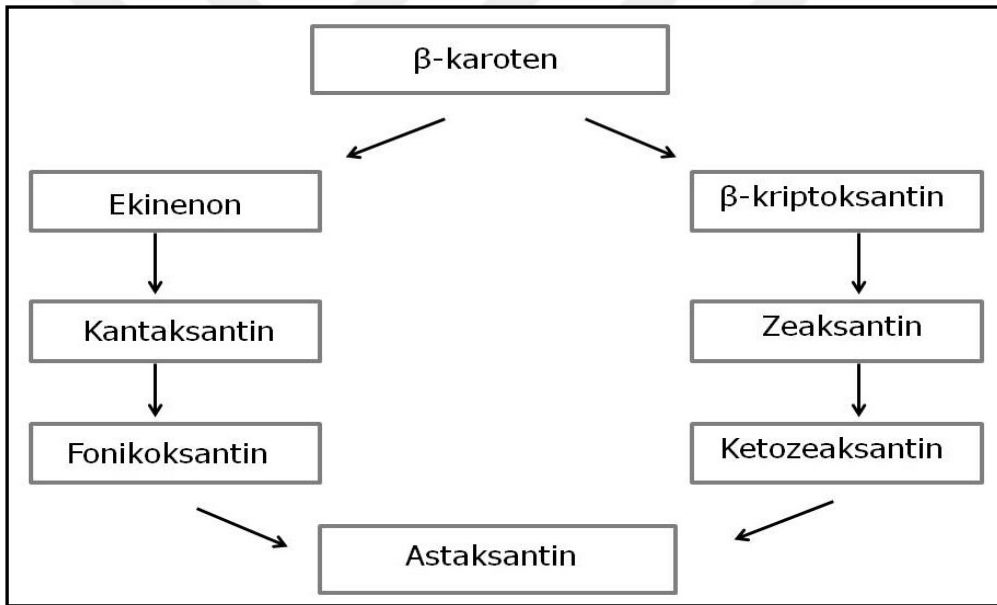 β-karoten
Ekinenon
β-kriptoksantin
Kantaksantin
Zeaksantin
Fonikoksantin
Ketozeaksantin
Astaksantin